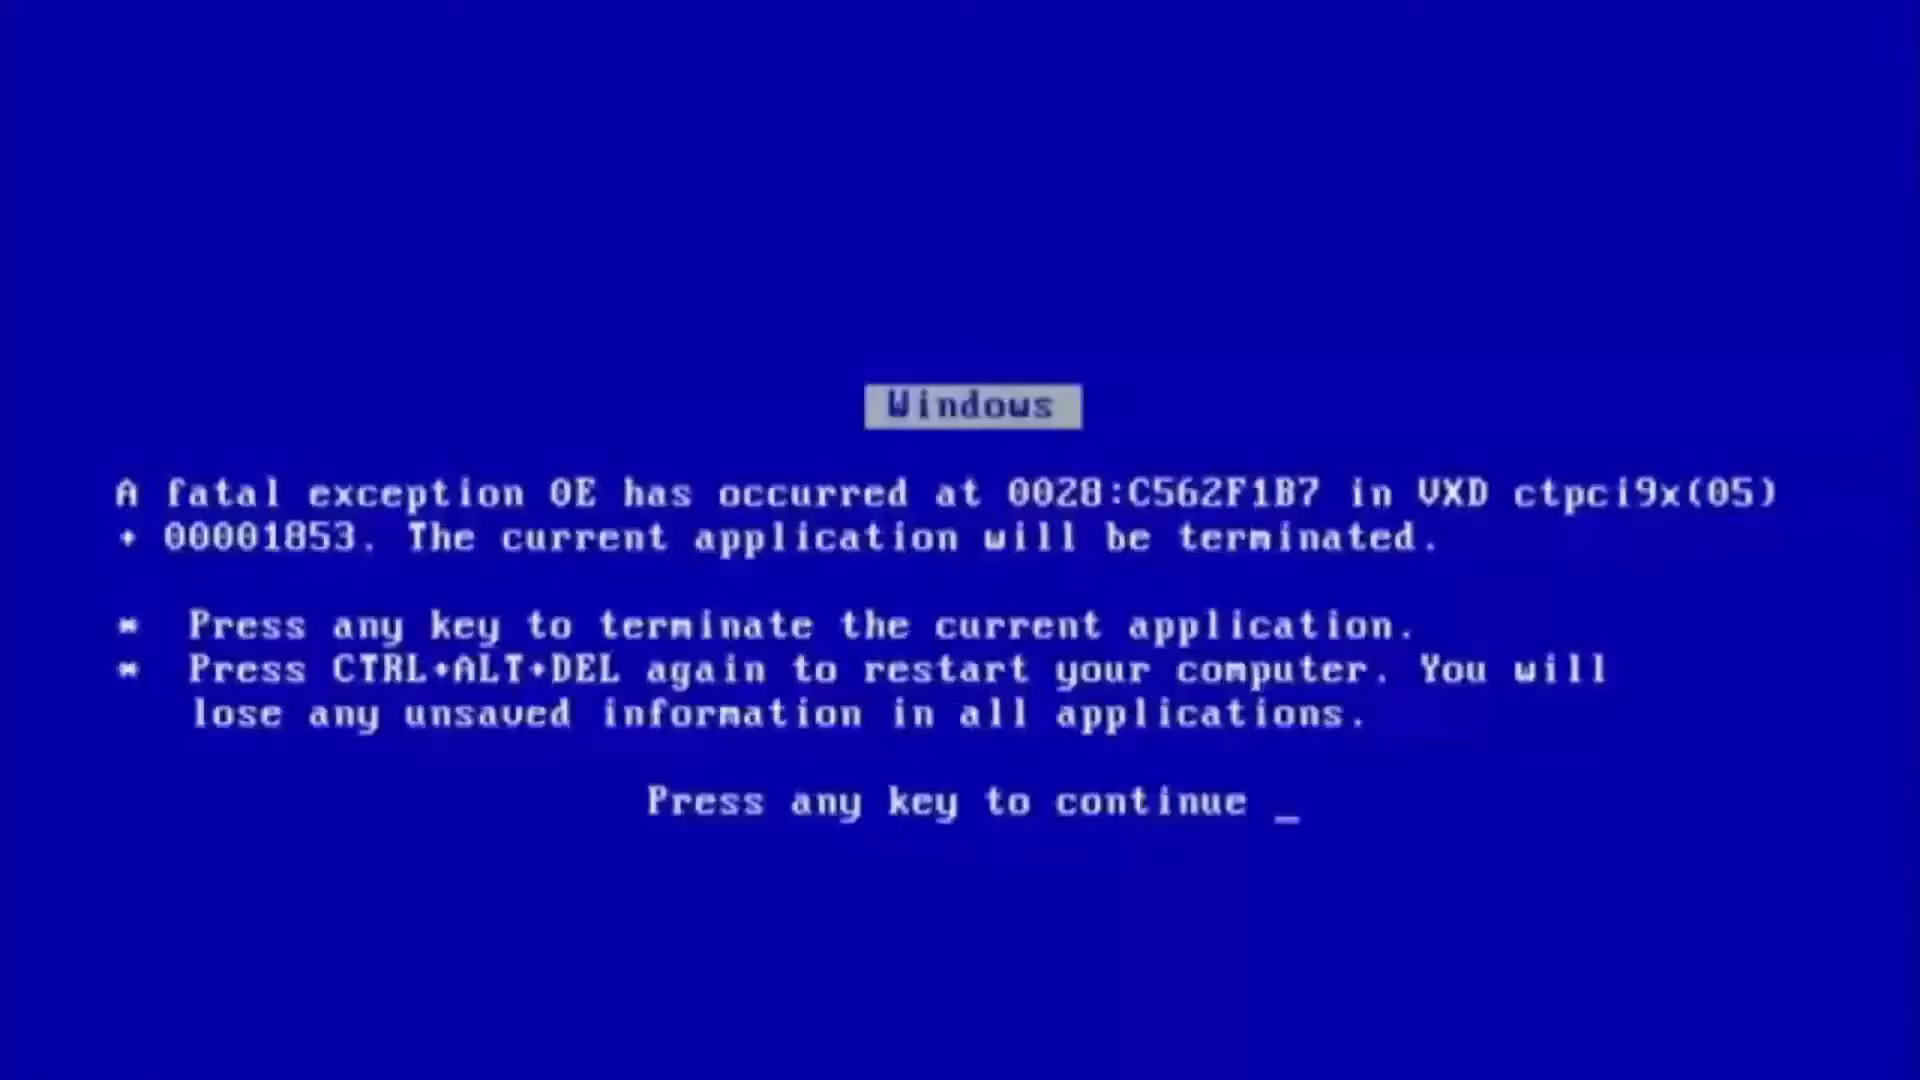 Windows
A fatal exception 0E has occurred at 0028:C562F1B7 in VXD ctpci9x(05)
+ 00001853. The current application will be terminated.
* Press any key to terminate the current application.
* Press CTRL+ALT+DEL again to restart your computer. You will
lose any unsaved information in all applications.
Press any key to continue _